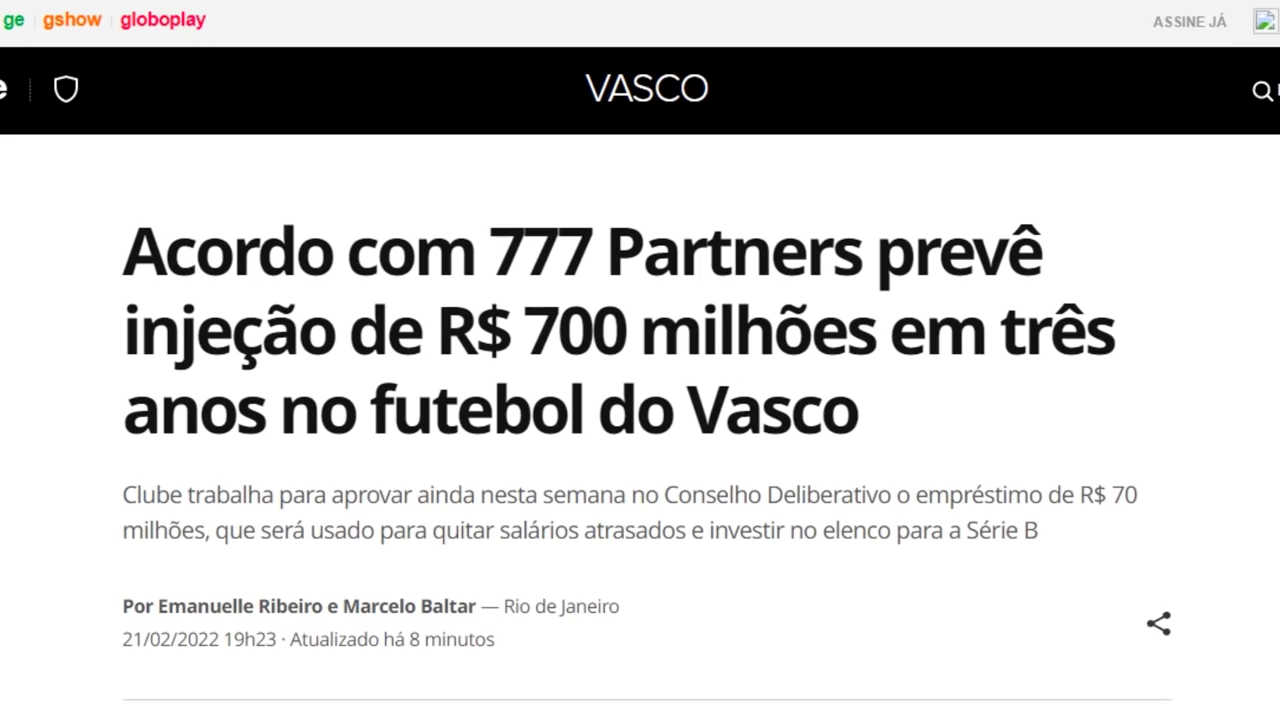 ge gshow globoplay ASSINE JÁ
e VASCO
Acordo com 777 Partners prevê
injeção de R$ 700 milhões em três
anos no futebol do Vasco
Clube trabalha para aprovar ainda nesta semana no Conselho Deliberativo o empréstimo de R$ 70
milhões, que será usado para quitar salários atrasados e investir no elenco para a Série B
Por Emanuelle Ribeiro e Marcelo Baltar — Rio de Janeiro
21/02/2022 19h23 · Atualizado há 8 minutos